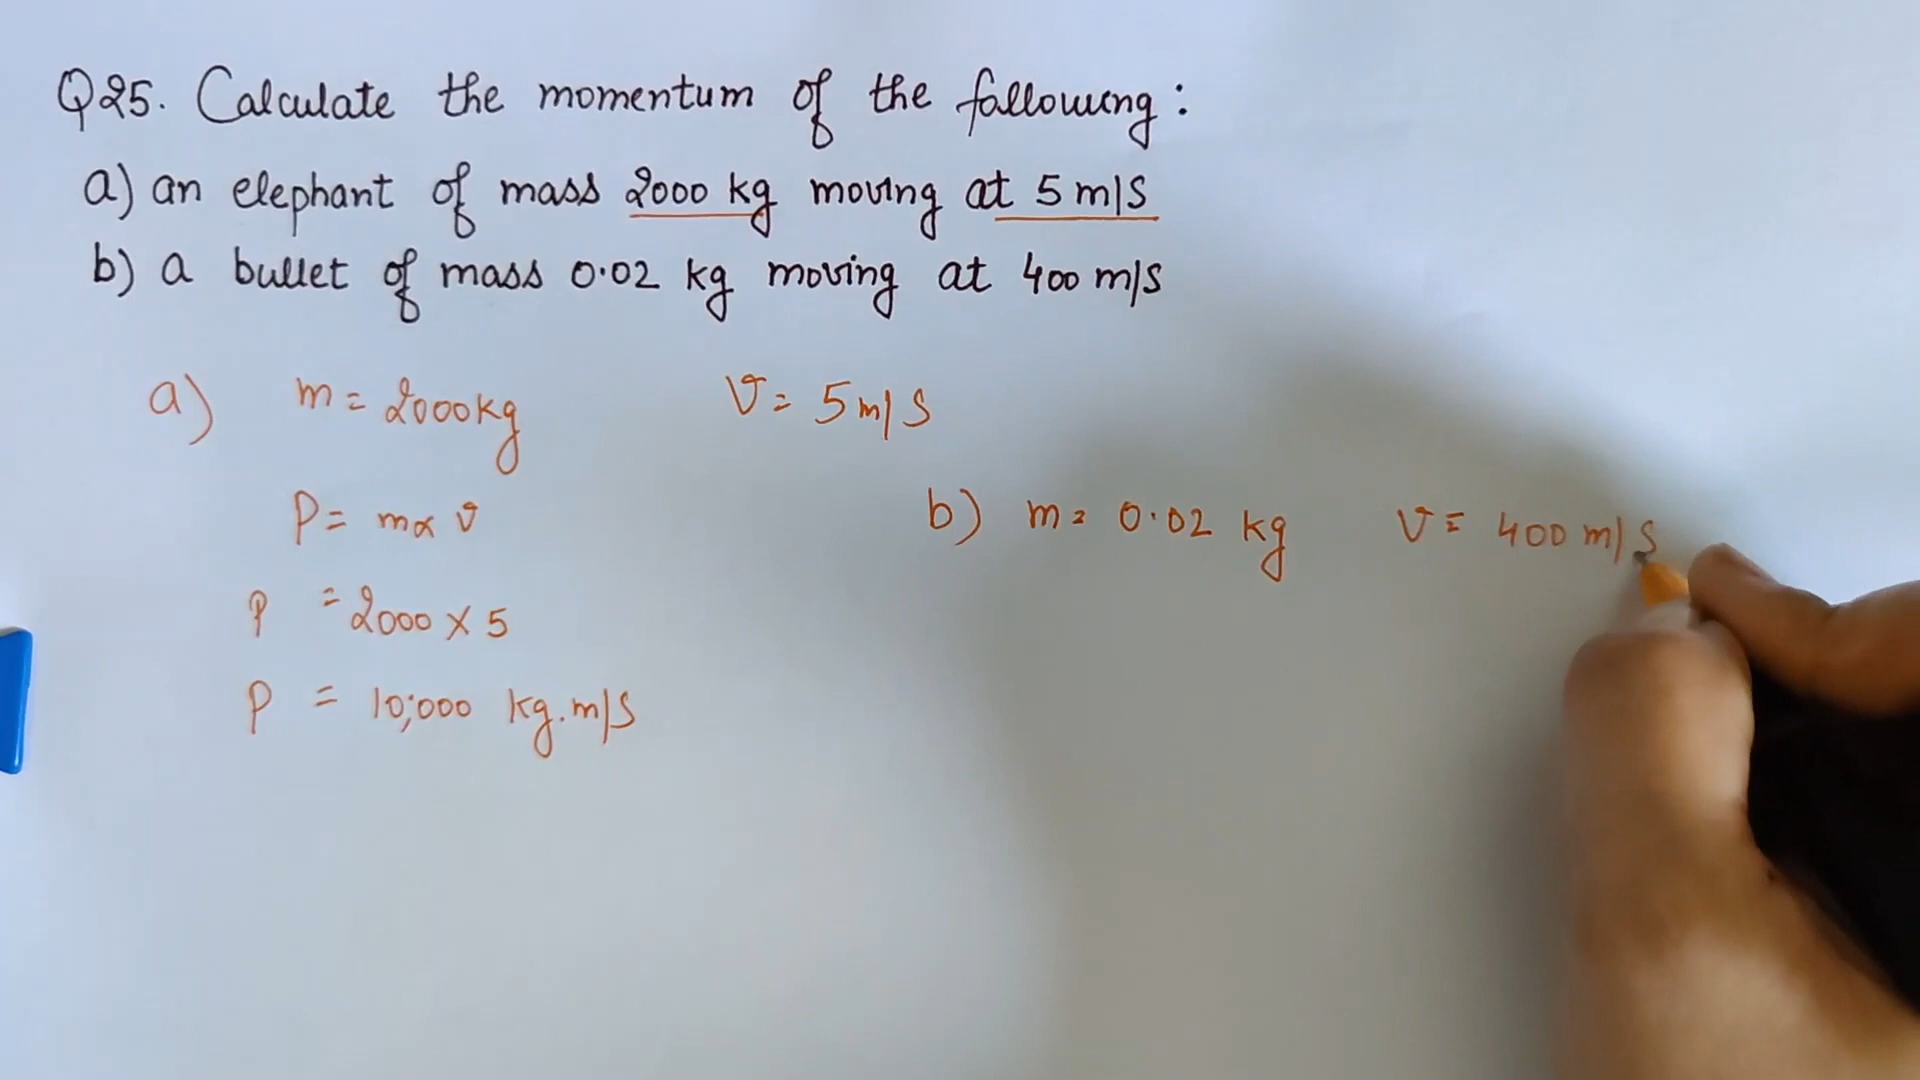 Q25. Calculate the momentum of the following:
a) an elephant of mass 2000 kg moving at 5 m/s
b) a bullet of mass 0.02 kg moving at 400 m/s
a) m = 2000kg v = 5m/s
P = m x v
P = 2000 x 5
P = 10,000 kg.m/s
b) m = 0.02 kg v = 400 m/s